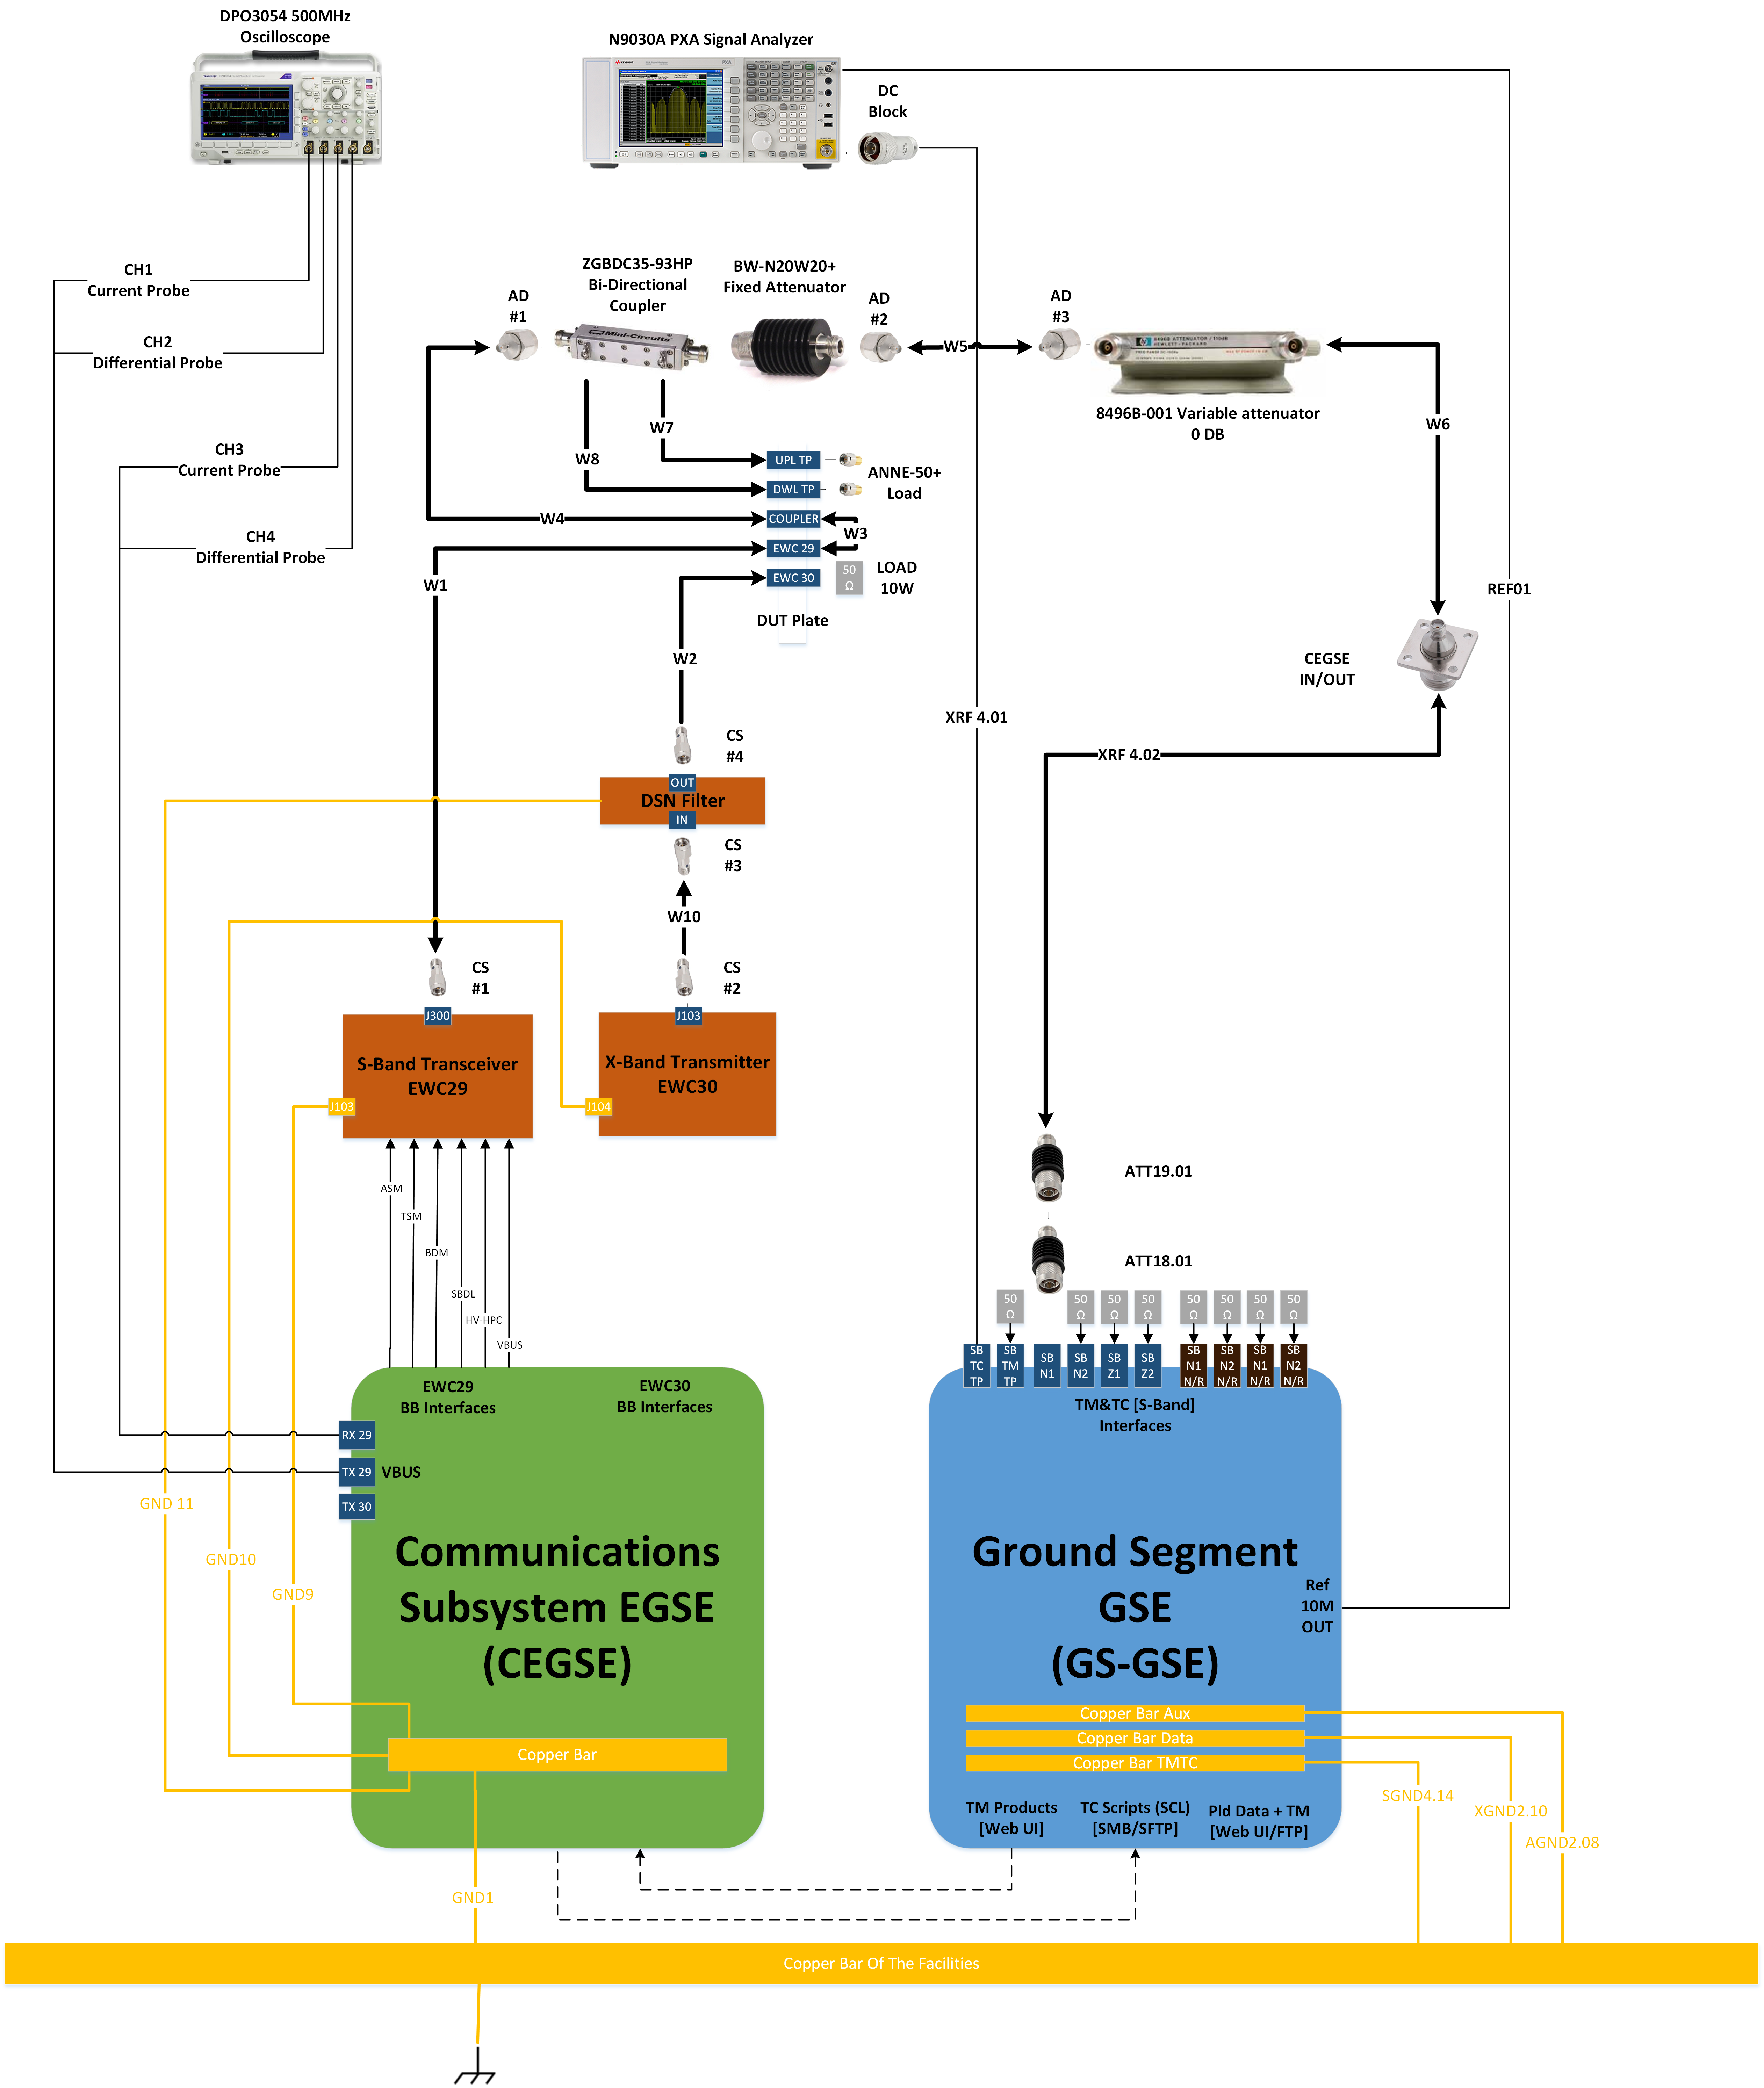 DPO3054 500MHz
Oscilloscope
N9030A PXA Signal Analyzer
PXA
DC
Block
CH1
Current Probe
CH2
Differential Probe
CH3
Current Probe
CH4
Differential Probe
AD
#1
ZGBDC35-93HP
Bi-Directional
Coupler
Mini-Circuits
BW-N20W20+
Fixed Attenuator
AD
#2
W5
AD
#3
8496B-001 Variable attenuator
0 DB
W6
W7
W8
UPL TP
DWL TP
ANNE-50+
Load
W4
COUPLER
W3
EWC 29
W1
EWC 30
50
Ω
LOAD
10W
DUT Plate
W2
REF01
CEGSE
IN/OUT
XRF 4.01
XRF 4.02
CS
#4
OUT
DSN Filter
IN
CS
#3
W10
CS
#1
CS
#2
J300
S-Band Transceiver
EWC29
J103
J103
X-Band Transmitter
EWC30
J104
ATT19.01
ATT18.01
ASM
TSM
BDM
SBDL
HV-HPC
VBUS
50
Ω
50
Ω
50
Ω
50
Ω
50
Ω
50
Ω
50
Ω
50
Ω
SB
TC
TP
SB
TM
TP
SB
N1
SB
N2
SB
Z1
SB
Z2
SB
N1
N/R
SB
N2
N/R
SB
N1
N/R
SB
N2
N/R
EWC29
BB Interfaces
EWC30
BB Interfaces
TM&TC [S-Band]
Interfaces
RX 29
TX 29
VBUS
TX 30
GND 11
GND10
GND9
Communications
Subsystem EGSE
(CEGSE)
Ground Segment
GSE
(GS-GSE)
Ref
10M
OUT
Copper Bar
Copper Bar Aux
Copper Bar Data
Copper Bar TMTC
TM Products
[Web UI]
TC Scripts (SCL)
[SMB/SFTP]
Pld Data + TM
[Web UI/FTP]
SGND4.14
XGND2.10
AGND2.08
GND1
Copper Bar Of The Facilities